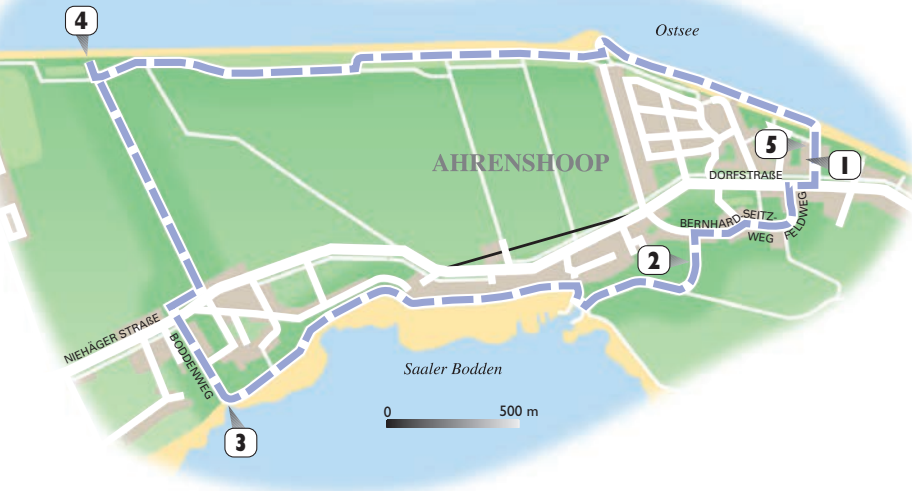 4
Ostsee
5
1
AHRENSHOOP
DORFSTRAßE
BERNHARD-SEITZ-
WEG
FELDWEG
2
NIEHÄGER STRAßE
BODDENWEG
Saaler Bodden
0 500 m
3